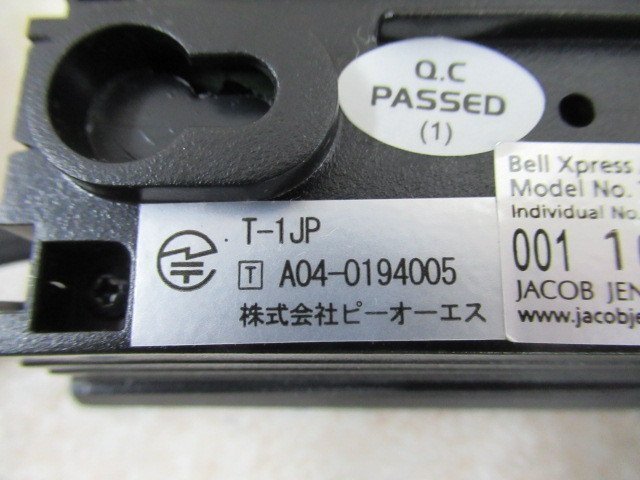 Q.C
PASSED
(1)
T-1JP
T A04-0194005
株式会社ピーオーエス
Bell Xpress
Model No.
Individual No.
001 1
JACOB
www.jacobje